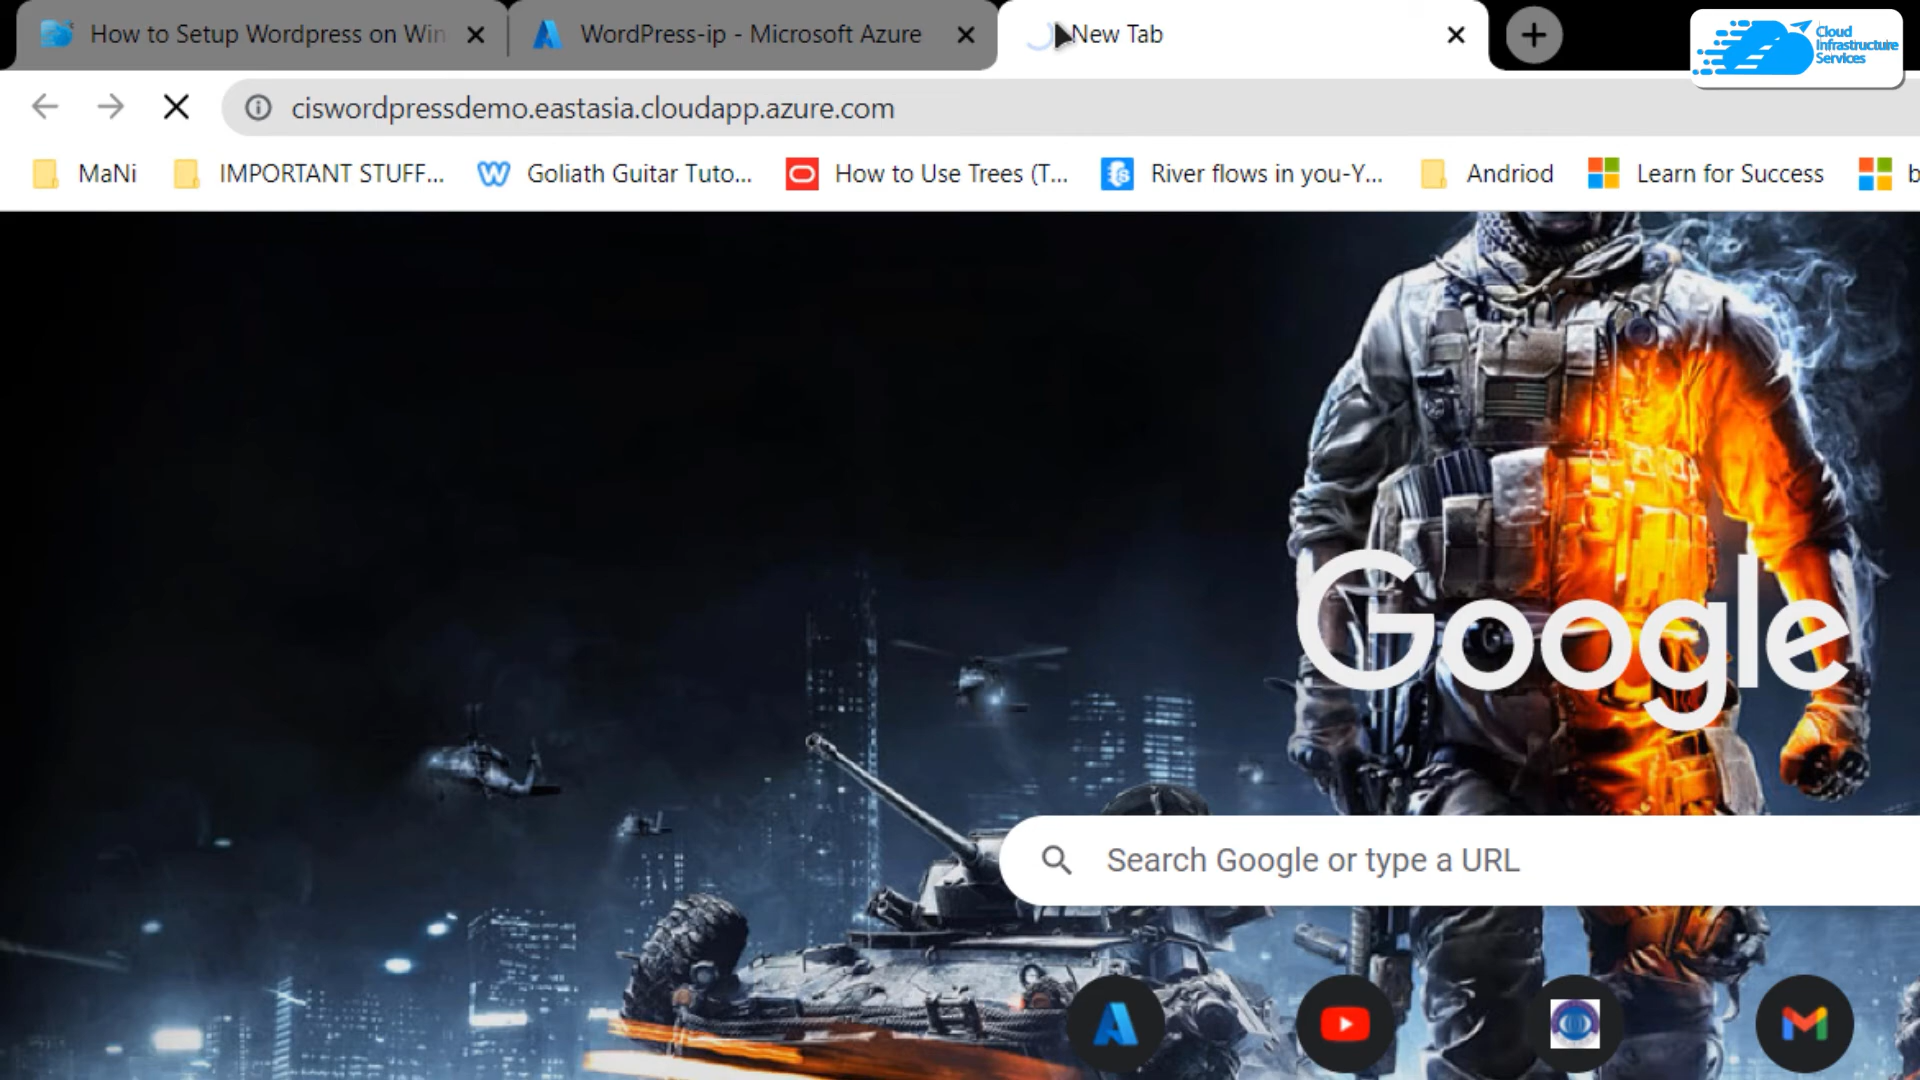 How to Setup Wordpress on Win
WordPress-ip - Microsoft Azure
New Tab
Cloud
Infrastructure
Services
ciswordpressdemo.eastasia.cloudapp.azure.com
MaNi
IMPORTANT STUFF...
Goliath Guitar Tuto...
How to Use Trees (T...
River flows in you-Y...
Andriod
Learn for Success
b
Google
Search Google or type a URL